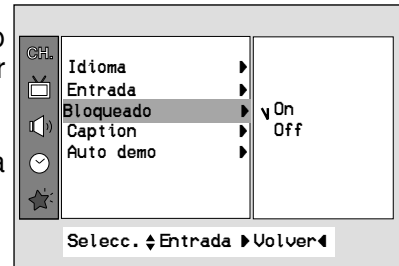 CH.
Idioma
Entrada
Bloqueado
Caption
Auto demo
On
Off
Selecc. Entrada Volver